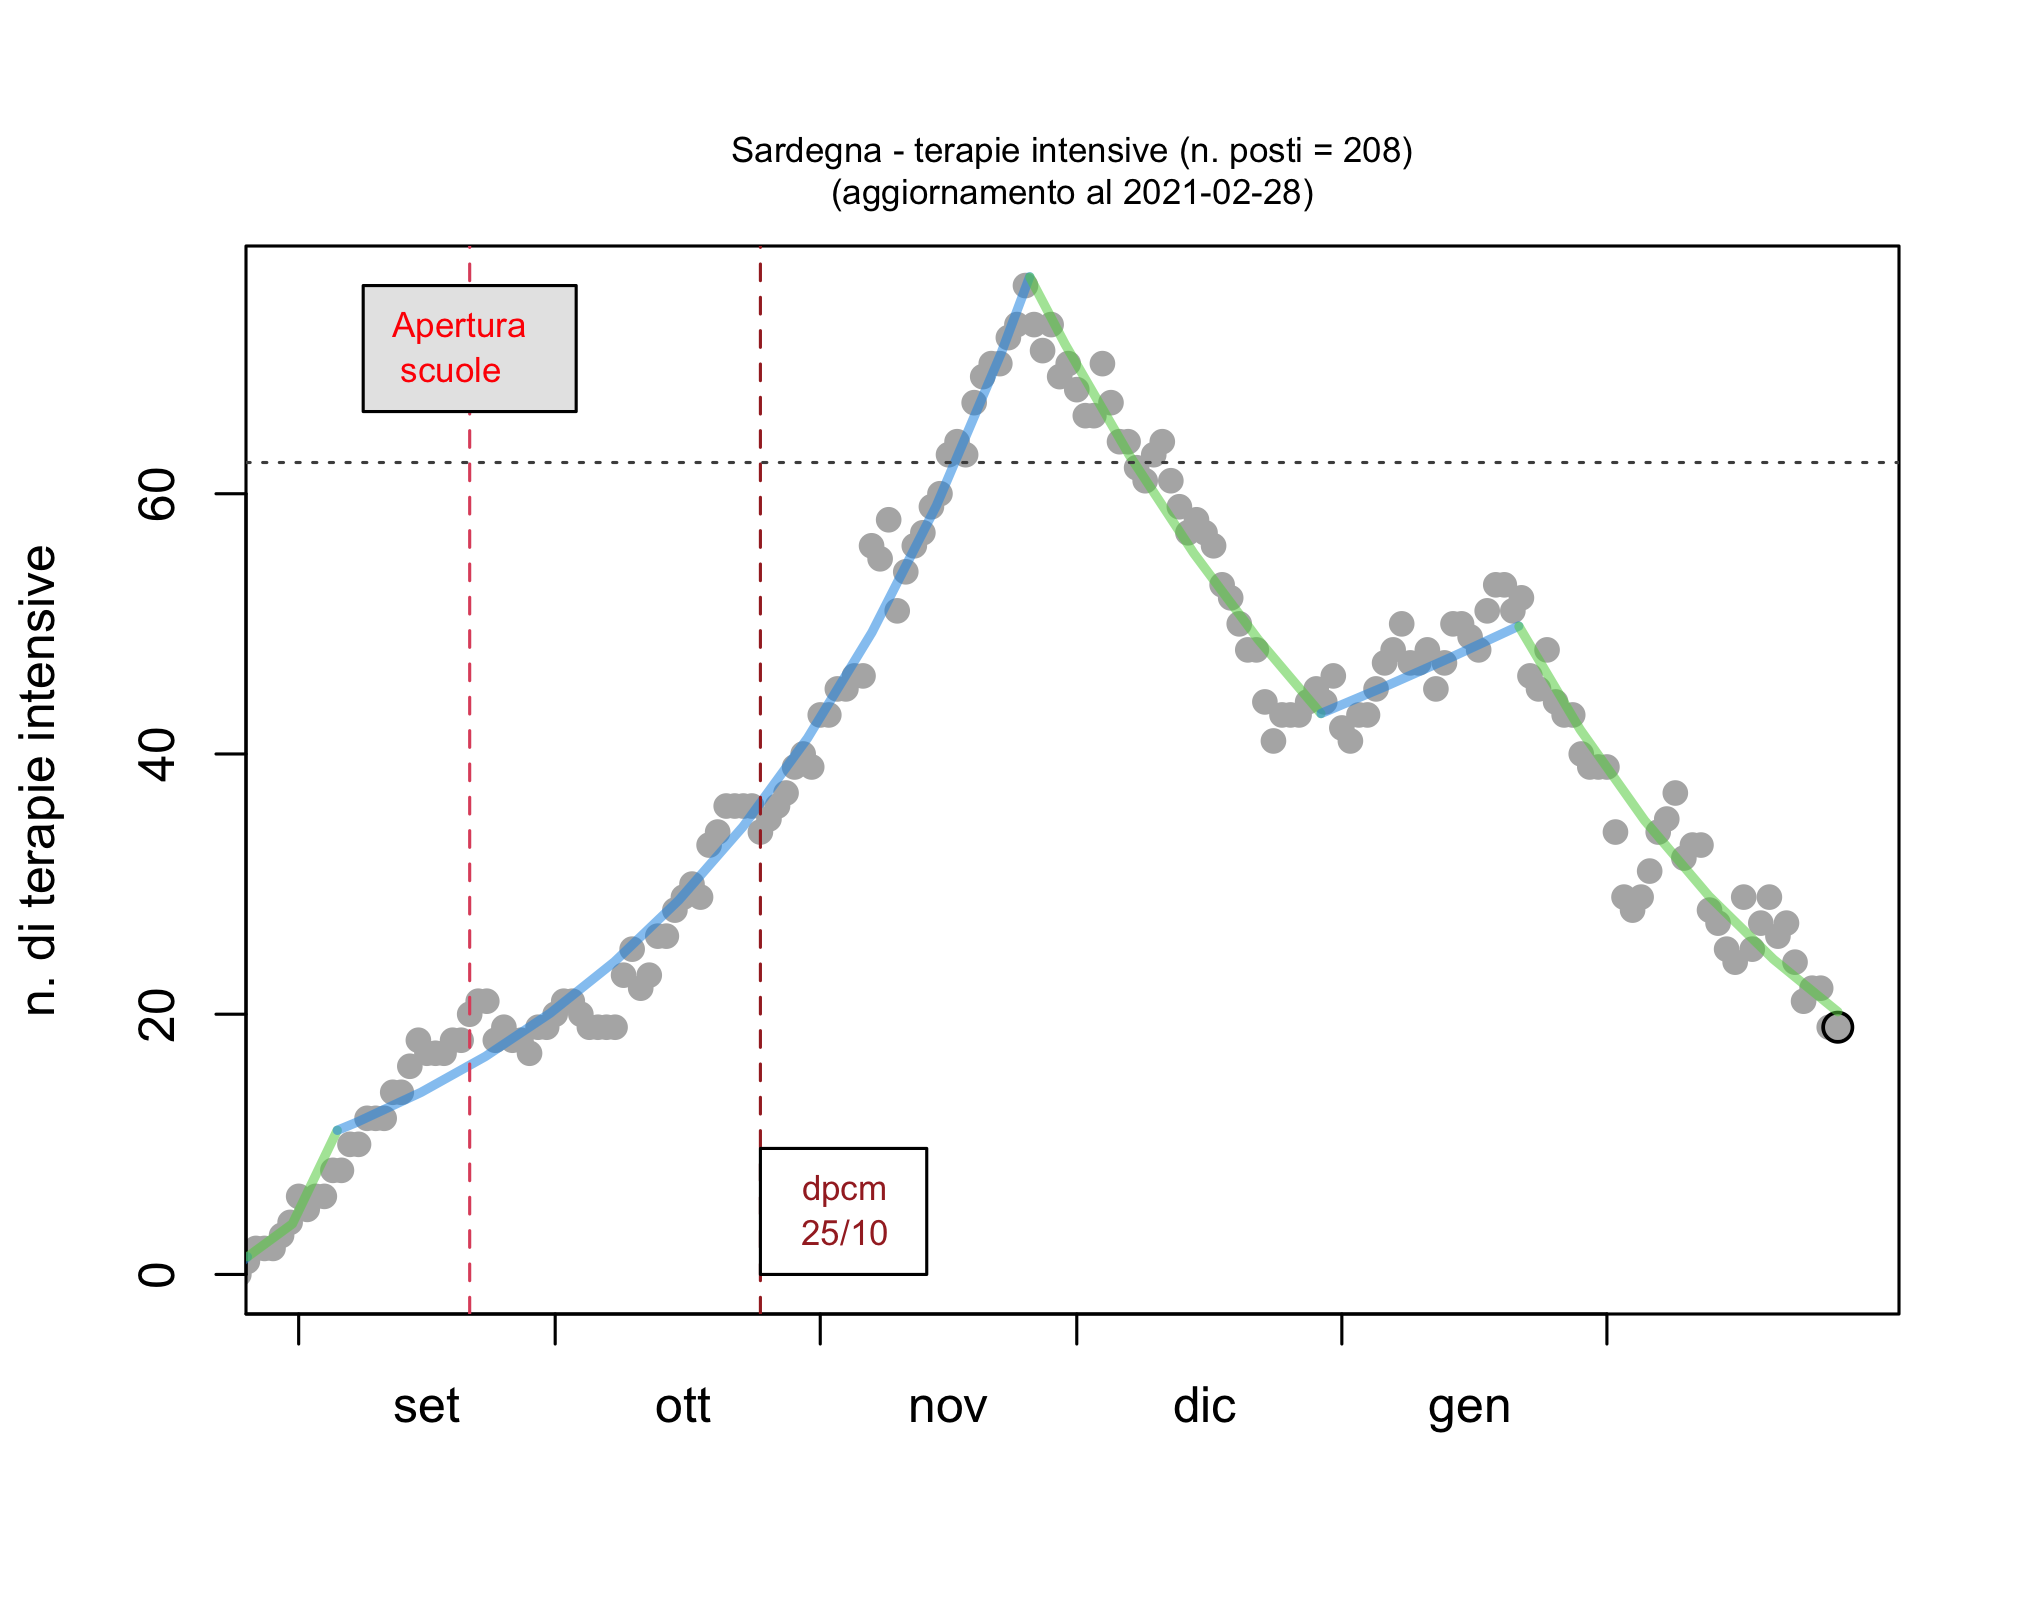 Sardegna - terapie intensive (n. posti = 208)
(aggiornamento al 2021-02-28)
Apertura
scuole
n. di terapie intensive
60
40
20
0
dpcm
25/10
set ott nov dic gen